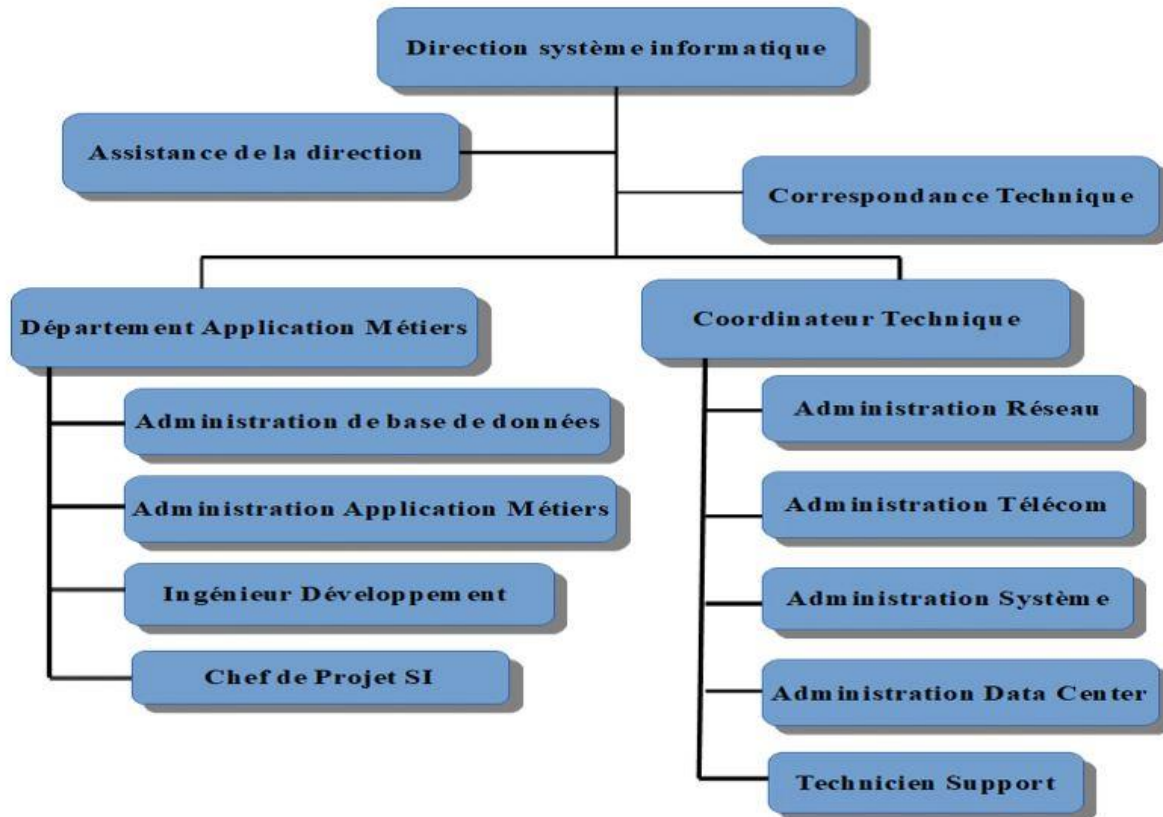 Direction système informatique
Assistance de la direction
Correspondance Technique
Département Application Métiers
Coordinateur Technique
Administration de base de données
Administration Application Métiers
Ingénieur Développement
Chef de Projet SI
Administration Réseau
Administration Télécom
Administration Système
Administration Data Center
Technicien Support